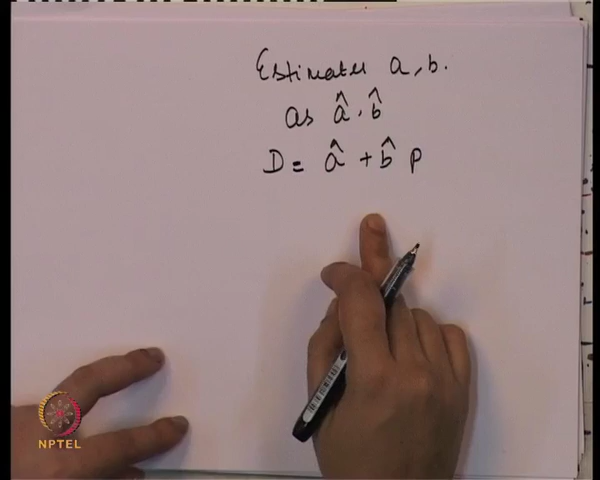 Estimates a, b.
as â, b̂
D = â + b̂ p
NPTEL